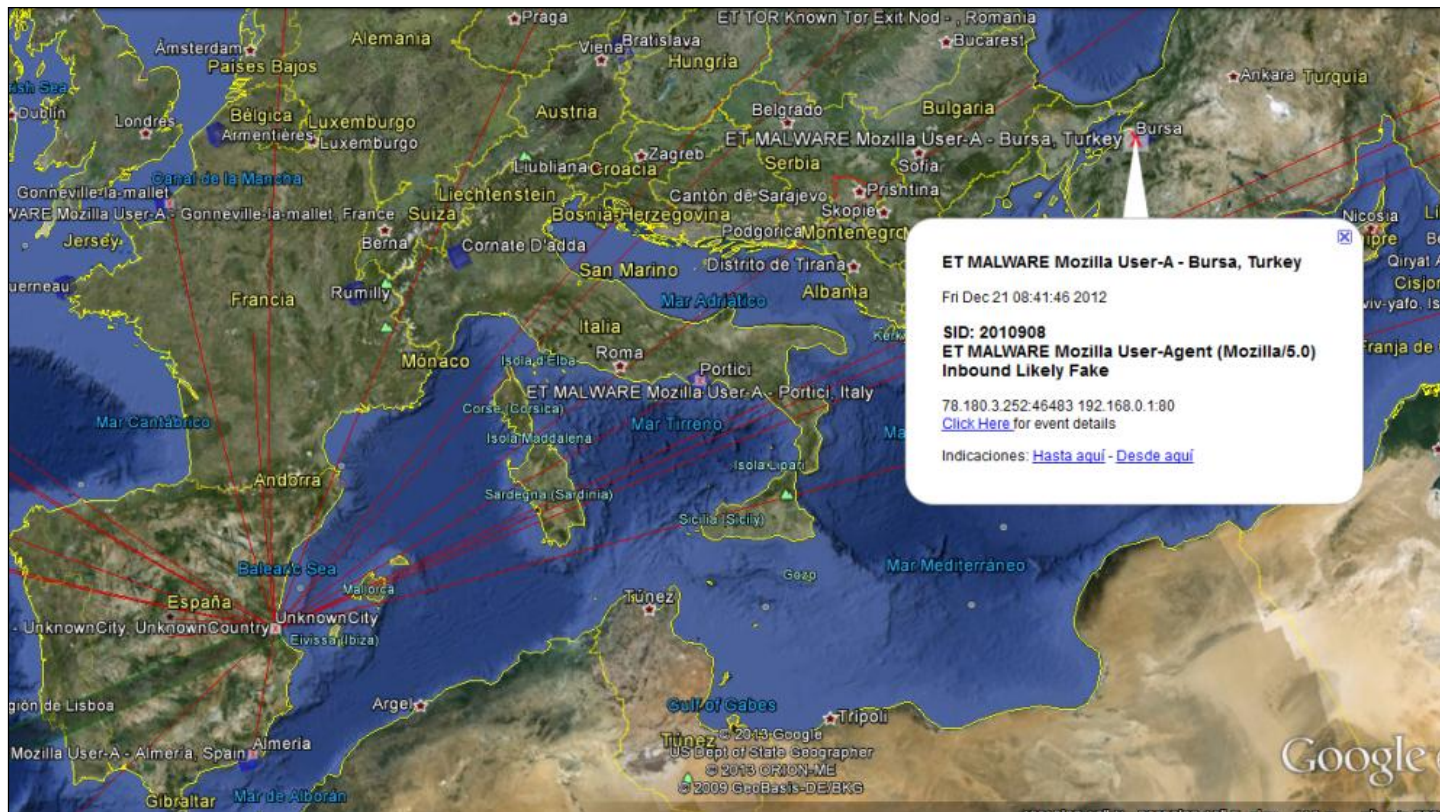 Praga
ET TOR Known Tor Exit Nod - , Romania
Ámsterdam
Alemania
Viena
Bratislava
Bucarest
Países Bajos
Hungría
Ankara
Turquía
Dublín
Londres
Bélgica
Luxemburgo
Austria
Belgrado
Bulgaria
Armentières
Luxemburgo
ET MALWARE Mozilla User-A - Bursa, Turkey
Bursa
Zagreb
Serbia
Sofía
Liubliana
Croacia
Canal de la Mancha
Gonneville-la-mallet
Liechtenstein
Cantón de Sarajevo
Prishtina
WARE Mozilla User-A - Gonneville-la-mallet, France
Suiza
Bosnia-Herzegovina
Skopie
Nicosia
Jersey
Berna
Cornate D'adda
Podgorica
Montenegro
San Marino
Distrito de Tirana
Qiryat
uerneau
Rumilly
Francia
Mar Adriático
Albania
Italia
Mónaco
Isola d'Elba
Roma
Portici
Franja de
ET MALWARE Mozilla User-A - Portici, Italy
Corse (Corsica)
Mar Cantábrico
Isola Maddalena
Mar Tirreno
Isola Lipari
Andorra
Sardegna (Sardinia)
Sicilia (Sicily)
Balearic Sea
Mallorca
Gozo
Mar Mediterráneo
España
Túnez
UnknownCity
- UnknownCity, UnknownCountry
Eivissa (Ibiza)
gión de Lisboa
Argel
Gulf of Gabes
Trípoli
Mozilla User-A - Almería, Spain
Almería
Túnez
© 2013 Google
US Dept of State Geographer
© 2013 ORION-ME
© 2009 GeoBasis-DE/BKG
Google
Gibraltar
Mar de Alborán
ET MALWARE Mozilla User-A - Bursa, Turkey
Fri Dec 21 08:41:46 2012
SID: 2010908
ET MALWARE Mozilla User-Agent (Mozilla/5.0)
Inbound Likely Fake
78.180.3.252:46483 192.168.0.1:80
Click Here for event details
Indicaciones: Hasta aquí - Desde aquí